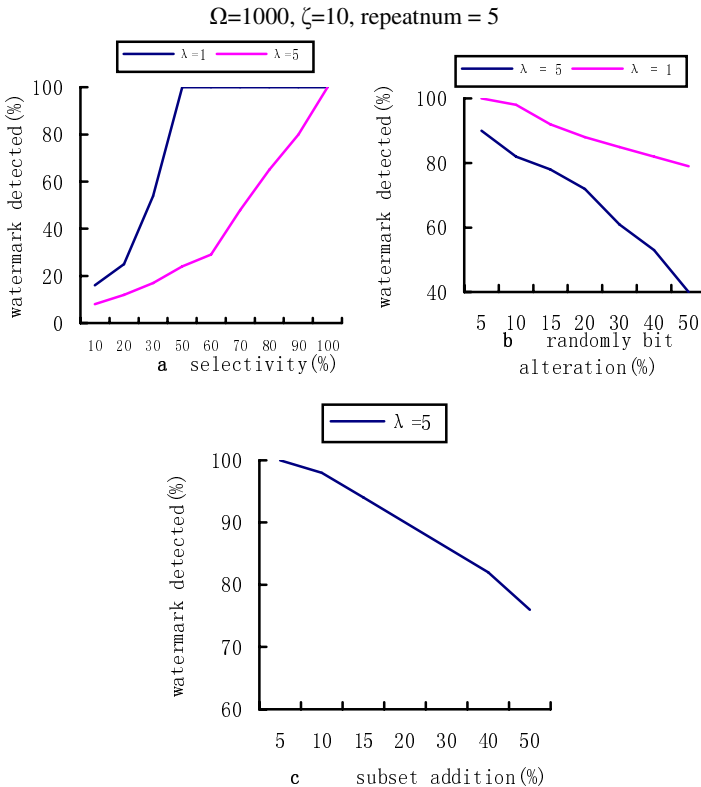 Ω=1000, ζ=10, repeatnum = 5
λ=1 λ=5
watermark detected(%)
100
80
60
40
20
0
10 20 30 50 60 70 80 90 100
a selectivity(%)
λ = 5 λ = 1
watermark detected(%)
100
80
60
40
5 10 15 20 30 40 50
b randomly bit
alteration(%)
λ=5
watermark detected(%)
100
90
80
70
60
5 10 15 20 30 40 50
c subset addition(%)